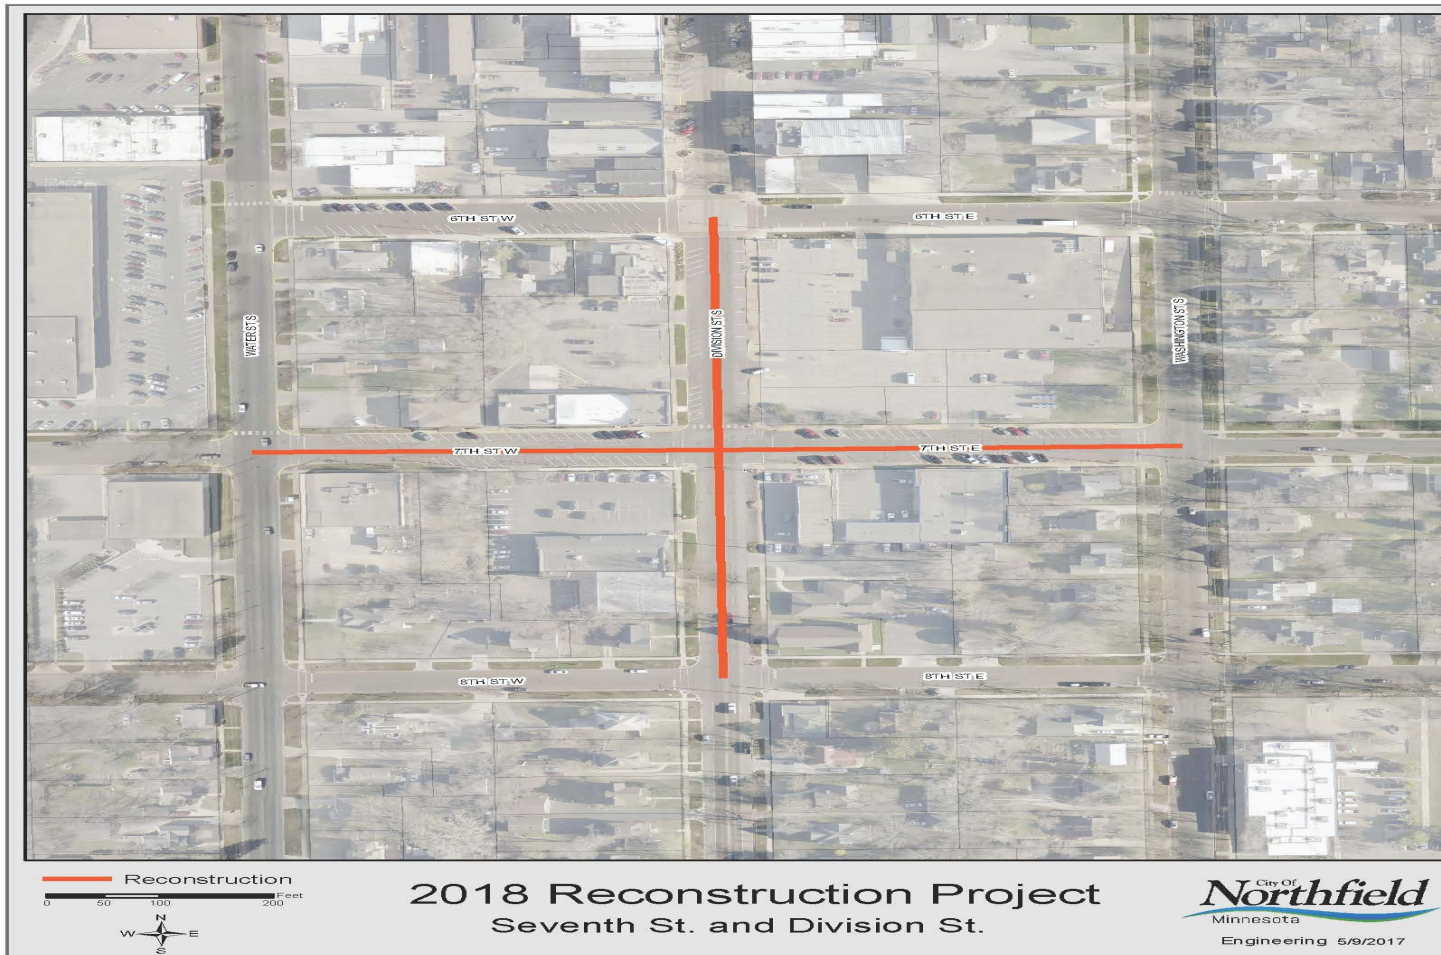 6TH ST W
6TH ST E
WATER ST S
DIVISION ST S
WASHINGTON ST S
7TH ST W
7TH ST E
8TH ST W
8TH ST E
Reconstruction
Feet
0 50 100 200
N
W E
S
2018 Reconstruction Project
Seventh St. and Division St.
City Of
Northfield
Minnesota
Engineering 5/9/2017